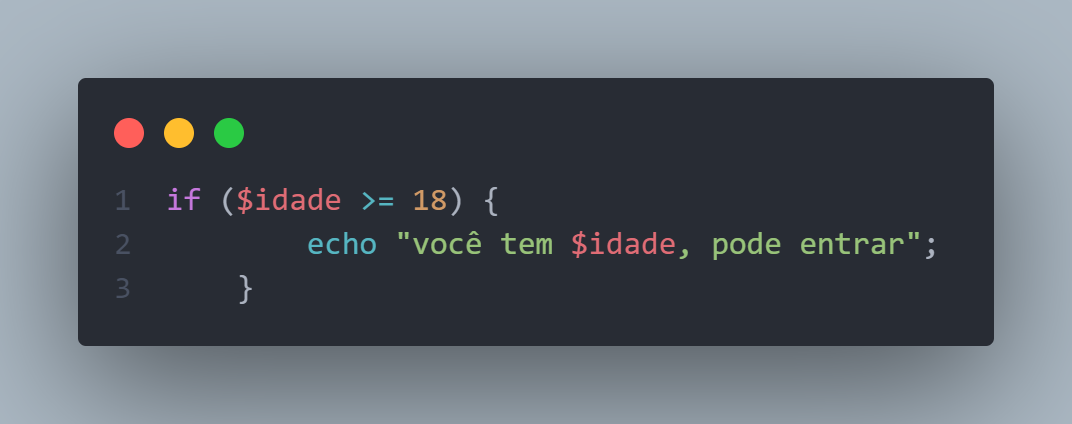 1 if ($idade >= 18) {
2 echo "você tem $idade, pode entrar";
3 }